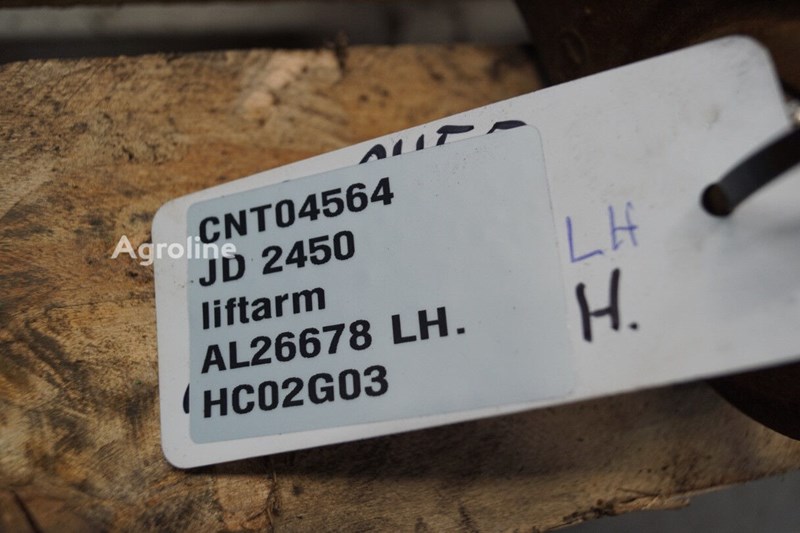 CNT04564
JD 2450
liftarm
AL26678 LH.
HC02G03
LH
H.
Agroline